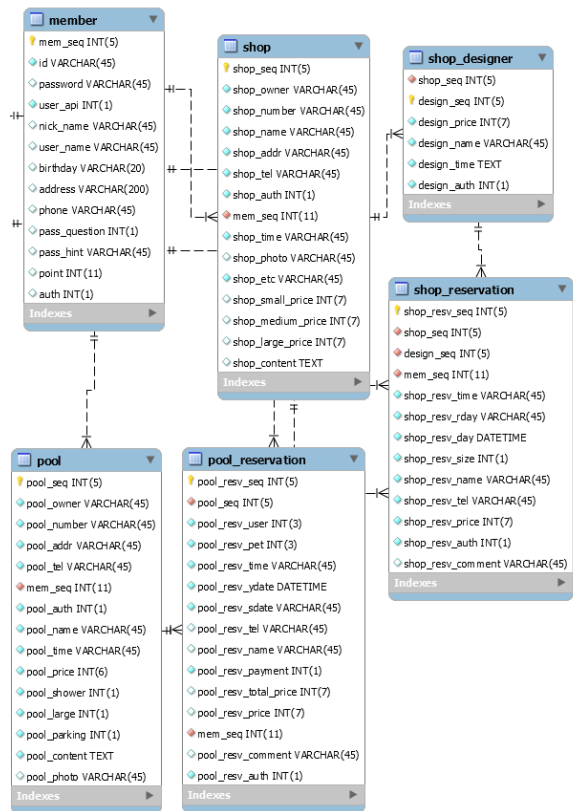 member
mem_seq INT(5)
id VARCHAR(45)
password VARCHAR(45)
user_api INT(1)
nick_name VARCHAR(45)
user_name VARCHAR(45)
birthday VARCHAR(20)
address VARCHAR(200)
phone VARCHAR(45)
pass_question INT(1)
pass_hint VARCHAR(45)
point INT(11)
auth INT(1)
Indexes
shop
shop_seq INT(5)
shop_owner VARCHAR(45)
shop_number VARCHAR(45)
shop_name VARCHAR(45)
shop_addr VARCHAR(45)
shop_tel VARCHAR(45)
shop_auth INT(1)
mem_seq INT(11)
shop_time VARCHAR(45)
shop_photo VARCHAR(45)
shop_etc VARCHAR(45)
shop_small_price INT(7)
shop_medium_price INT(7)
shop_large_price INT(7)
shop_content TEXT
Indexes
shop_designer
shop_seq INT(5)
design_seq INT(5)
design_price INT(7)
design_name VARCHAR(45)
design_time TEXT
design_auth INT(1)
Indexes
shop_reservation
shop_resv_seq INT(5)
shop_seq INT(5)
design_seq INT(5)
mem_seq INT(11)
shop_resv_time VARCHAR(45)
shop_resv_rday VARCHAR(45)
shop_resv_day DATETIME
shop_resv_size INT(1)
shop_resv_name VARCHAR(45)
shop_resv_tel VARCHAR(45)
shop_resv_price INT(7)
shop_resv_auth INT(1)
shop_resv_comment VARCHAR(45)
Indexes
pool
pool_seq INT(5)
pool_owner VARCHAR(45)
pool_number VARCHAR(45)
pool_addr VARCHAR(45)
pool_tel VARCHAR(45)
mem_seq INT(11)
pool_auth INT(1)
pool_name VARCHAR(45)
pool_time VARCHAR(45)
pool_price INT(6)
pool_shower INT(1)
pool_large INT(1)
pool_parking INT(1)
pool_content TEXT
pool_photo VARCHAR(45)
Indexes
pool_reservation
pool_resv_seq INT(5)
pool_seq INT(5)
pool_resv_user INT(3)
pool_resv_pet INT(3)
pool_resv_time VARCHAR(45)
pool_resv_ydate DATETIME
pool_resv_sdate VARCHAR(45)
pool_resv_tel VARCHAR(45)
pool_resv_name VARCHAR(45)
pool_resv_payment INT(1)
pool_resv_total_price INT(7)
pool_resv_price INT(7)
mem_seq INT(11)
pool_resv_comment VARCHAR(45)
pool_resv_auth INT(1)
Indexes